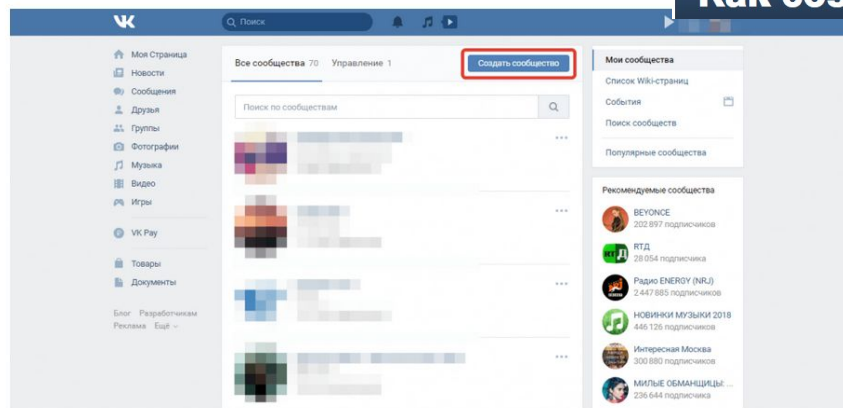 Как соз
Поиск
Моя Страница
Новости
Сообщения
Друзья
Группы
Фотографии
Музыка
Видео
Игры
VK Pay
Товары
Документы
Блог Разработчикам
Реклама Ещё
Все сообщества 70 Управление 1 Создать сообщество
Поиск по сообществам
Мои сообщества
Список Wiki-страниц
События
Поиск сообществ
Популярные сообщества
Рекомендуемые сообщества
BEYONCE
202 897 подписчиков
RTД
28 054 подписчика
Радио ENERGY (NRJ)
2 447 885 подписчиков
НОВИНКИ МУЗЫКИ 2018
446 126 подписчиков
Интересная Москва
300 880 подписчиков
МИЛЫЕ ОБМАНЩИЦЫ: ...
236 644 подписчика